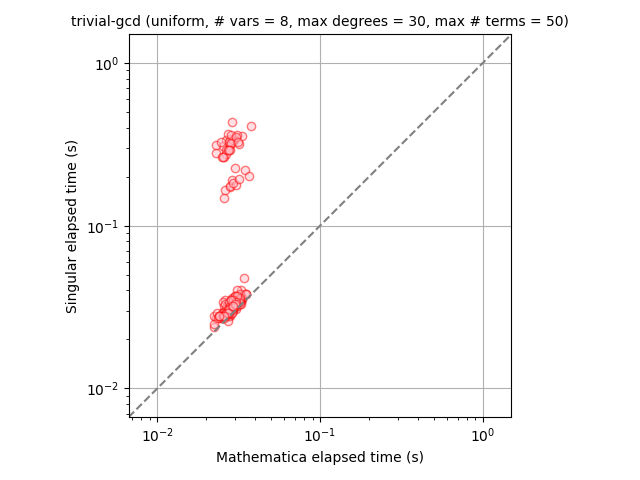 trivial-gcd (uniform, # vars = 8, max degrees = 30, max # terms = 50)
10⁰
10⁻¹
10⁻²
Singular elapsed time (s)
10⁻² 10⁻¹ 10⁰
Mathematica elapsed time (s)